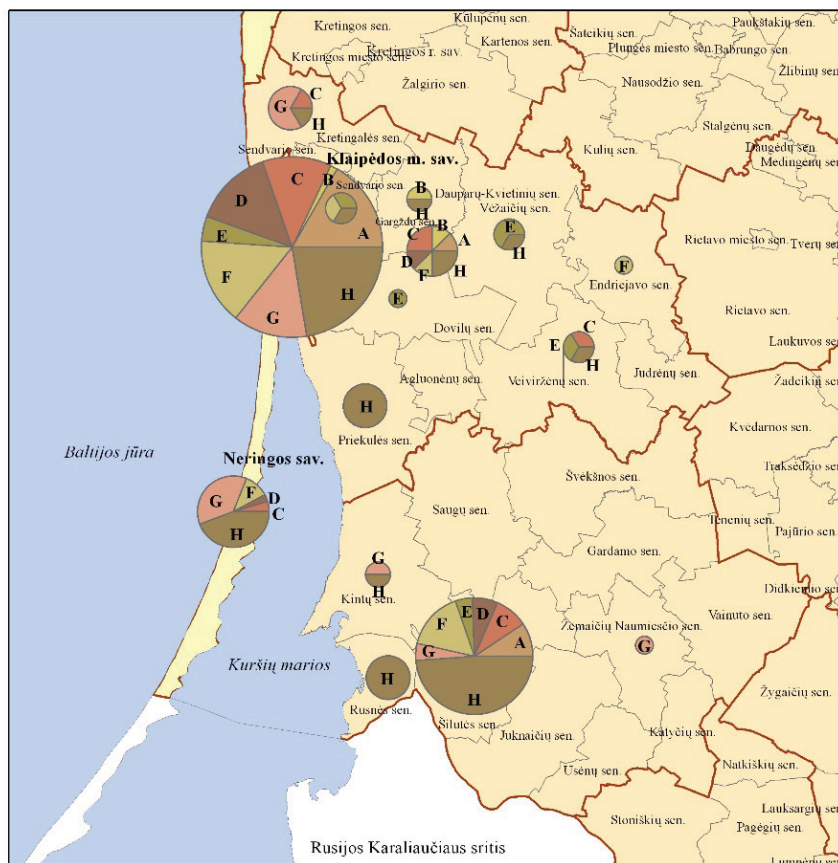 Kretingos sen.
Kūlupėnų sen.
Šateikių sen.
Paukštakių sen.
Kretingos r. sav.
Kretingos miesto sen.
Kartenos sen.
Plungės miesto sen.
Babrungo sen.
Žlibinų sen.
Žalgirio sen.
Nausodžio sen.
G
C
H
Stalgėnų sen.
Kulių sen.
Kretingalės sen.
Sendvario sen.
Daugėdų sen.
Medingėnų sen.
Klaipėdos m. sav.
C
B
D
Sendvario sen.
B
Dauparų-Kvietinių sen.
H
Vėžaičių sen.
A
Gargždų sen.
E
E
C
B
A
Rietavo miesto sen.
Tverų sen.
H
F
D
F
H
F
Endriejavo sen.
H
E
G
Rietavo sen.
Dovilų sen.
Laukuvos sen.
C
E
H
Agluonėnų sen.
Veiviržėnų sen.
Judrėnų sen.
H
Priekulės sen.
Kvėdarnos sen.
Baltijos jūra
Neringos sav.
Švėkšnos sen.
G
F
D
H
C
Saugų sen.
Tenenių sen.
Pajūrio sen.
Gardamo sen.
G
H
Kintų sen.
Didkiemio sen.
E
D
C
F
A
G
Vainuto sen.
Žemaičių Naumiesčio sen.
G
Kuršių marios
H
H
Rusnės sen.
Šilutės sen.
Žygaičių sen.
Juknaičių sen.
Katyčių sen.
Usėnų sen.
Natkiškių sen.
Lauksargių sen.
Stoniškių sen.
Pagėgių sen.
Rusijos Karaliaučiaus sritis